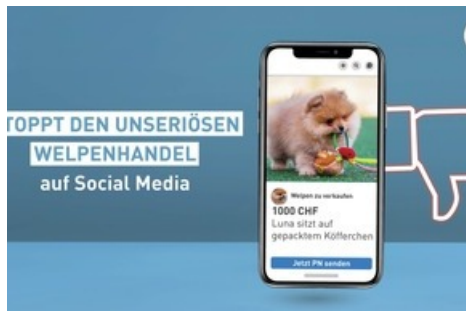 TOPPT DEN UNSERIÖSEN
WELPENHANDEL
auf Social Media
Welpen zu verkaufen
1000 CHF
Luna sitzt auf
gepacktem Köfferchen
Jetzt PN senden